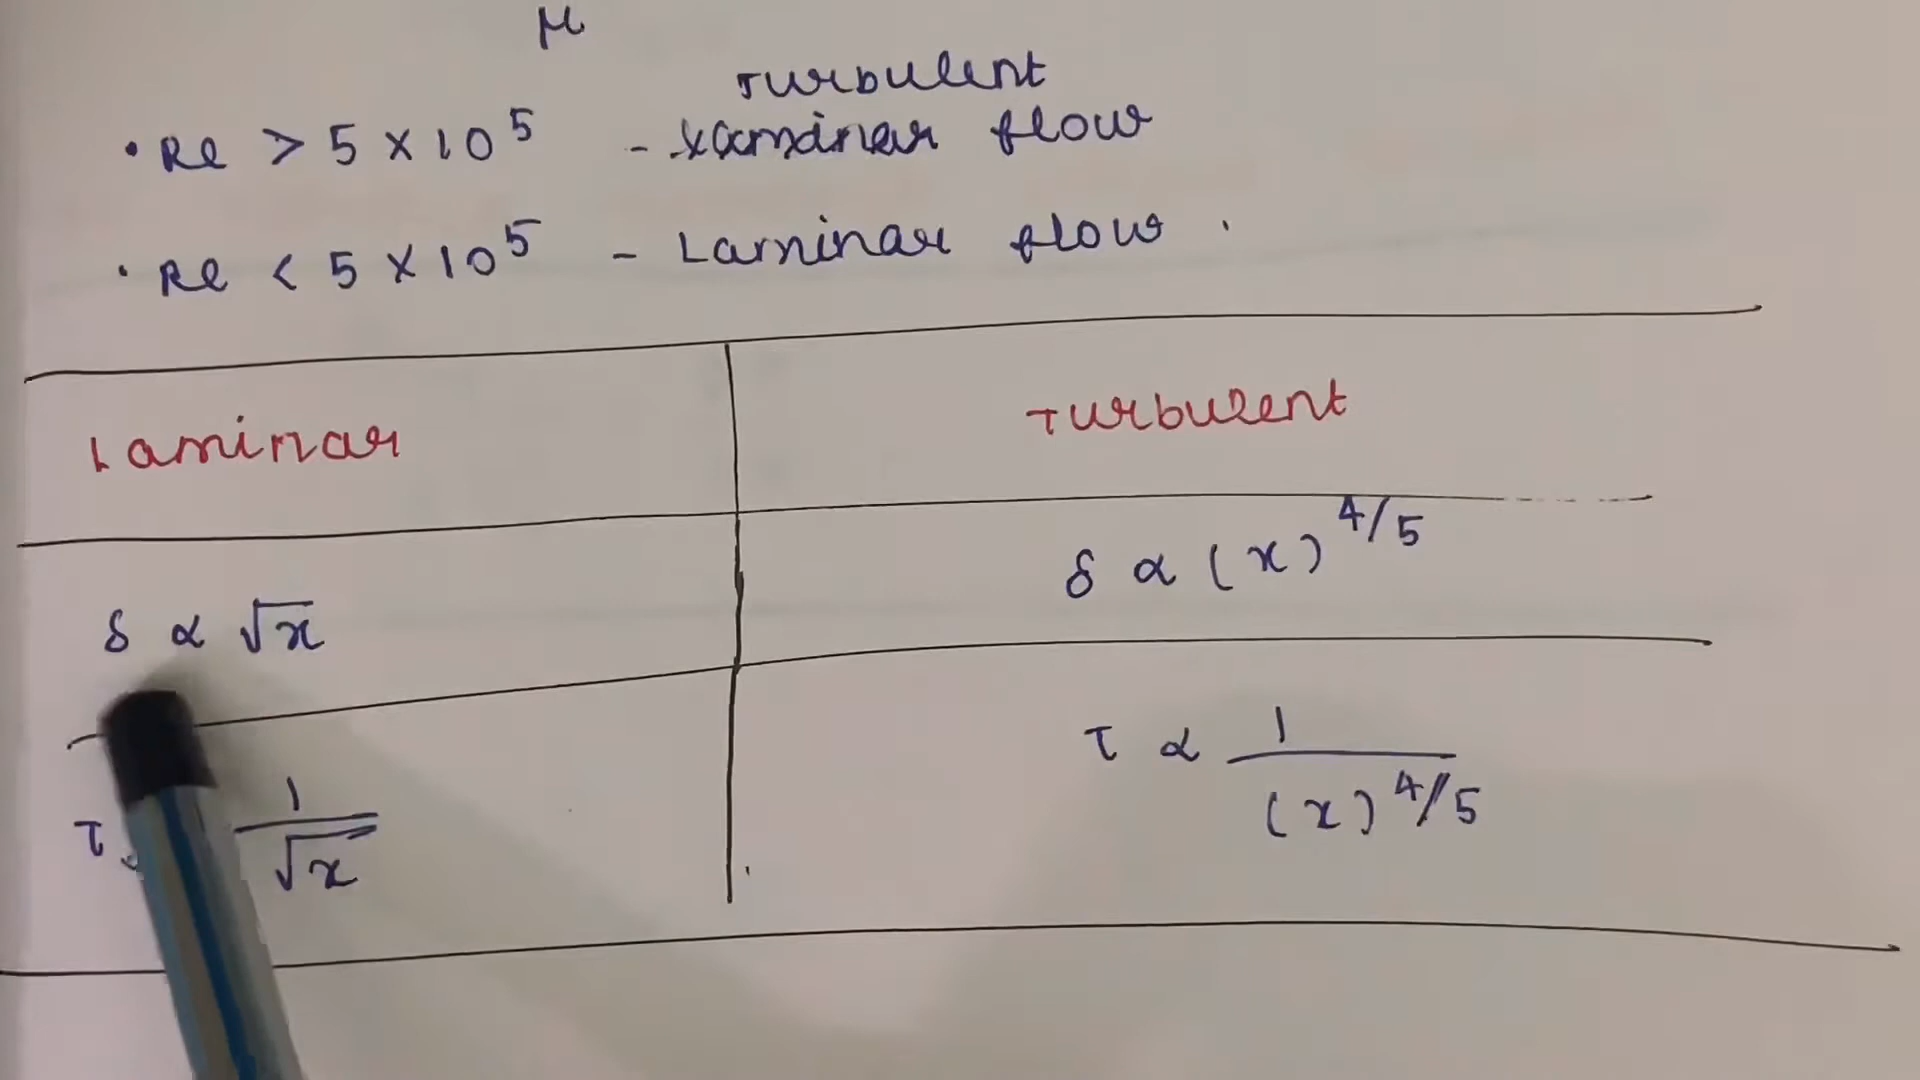 μ
Turbulent
• Re > 5 × 10⁵ - Laminar flow
• Re < 5 × 10⁵ - Laminar flow .
Laminar Turbulent
δ ∝ √x δ ∝ (x)^4/5
τ 1/√x τ ∝ 1/(x)^4/5